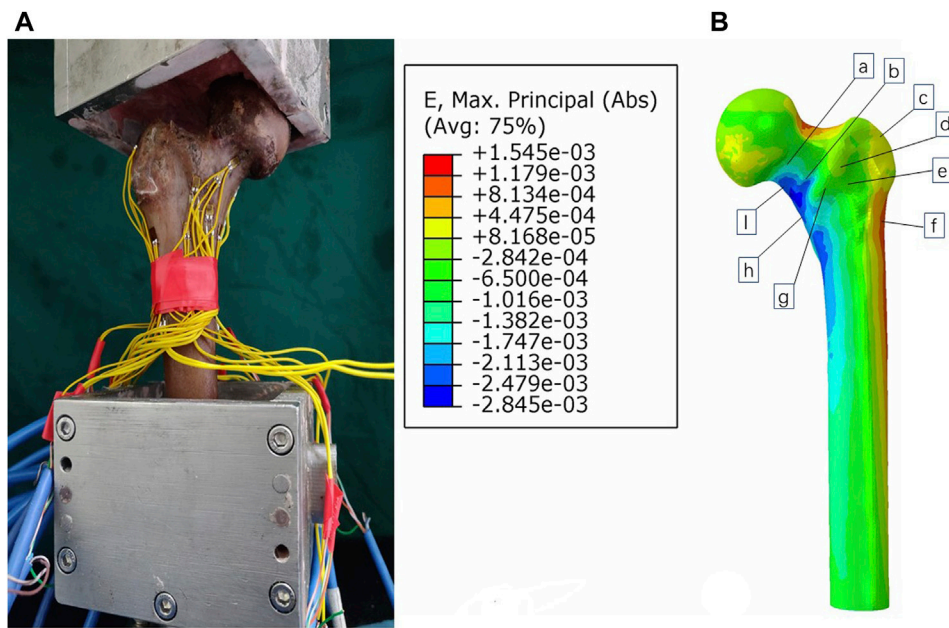 A
B
E, Max. Principal (Abs)
(Avg: 75%)
+1.545e-03
+1.179e-03
+8.134e-04
+4.475e-04
+8.168e-05
-2.842e-04
-6.500e-04
-1.016e-03
-1.382e-03
-1.747e-03
-2.113e-03
-2.479e-03
-2.845e-03
a
b
c
d
e
f
l
h
g